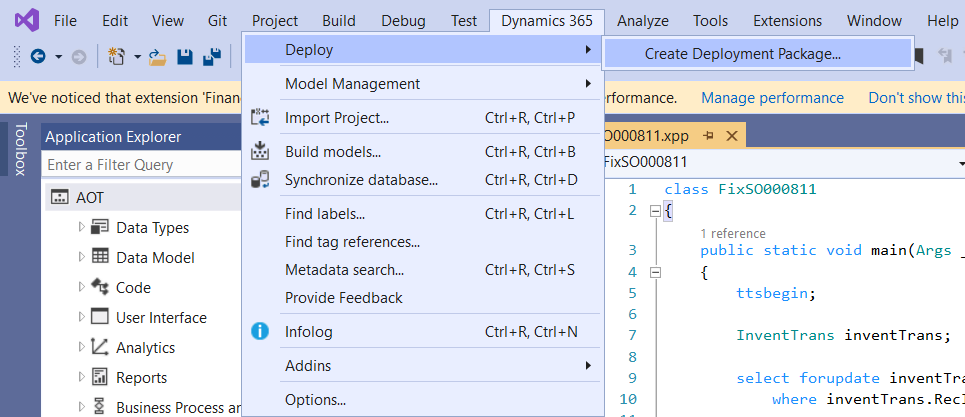 File Edit View Git Project Build Debug Test Dynamics 365 Analyze Tools Extensions Window Help
Deploy
Create Deployment Package...
Model Management
We've noticed that extension 'Finan
erformance. Manage performance Don't show this
Import Project... Ctrl+R, Ctrl+P
Toolbox
Application Explorer
O000811.xpp
Enter a Filter Query
Build models... Ctrl+R, Ctrl+B
FixSO000811
Synchronize database... Ctrl+R, Ctrl+D
AOT
Data Types
Data Model
Code
User Interface
Analytics
Reports
Business Process an
Find labels... Ctrl+R, Ctrl+L
Find tag references...
Metadata search... Ctrl+R, Ctrl+S
Provide Feedback
Infolog Ctrl+R, Ctrl+N
Addins
Options...
1 class FixSO000811
2 {
1 reference
3 public static void main(Args _
4 {
5 ttsbegin;
6
7 InventTrans inventTrans;
8
9 select forupdate inventTra
10 where inventTrans.RecI